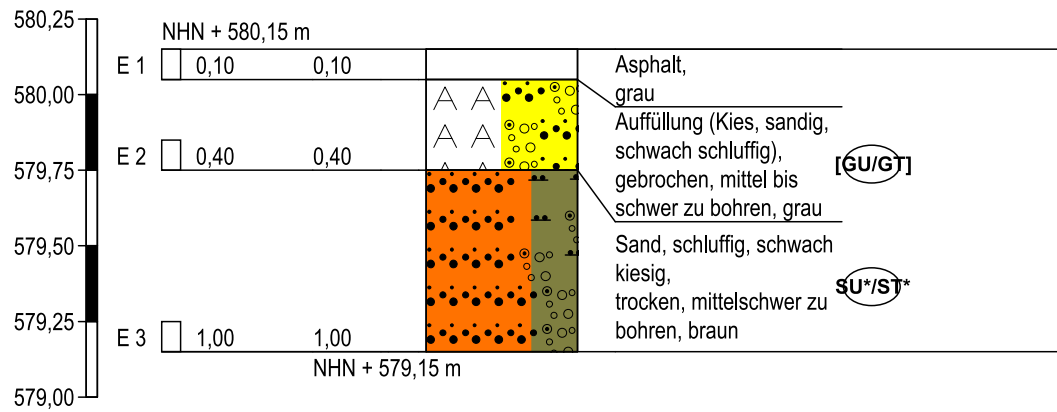 580,25
NHN + 580,15 m
E 1 0,10 0,10
Asphalt,
grau
580,00
Auffüllung (Kies, sandig,
schwach schluffig),
gebrochen, mittel bis
schwer zu bohren, grau
[GU/GT]
E 2 0,40 0,40
579,75
Sand, schluffig, schwach
kiesig,
trocken, mittelschwer zu
bohren, braun
SU*/ST*
579,50
579,25
E 3 1,00 1,00
NHN + 579,15 m
579,00